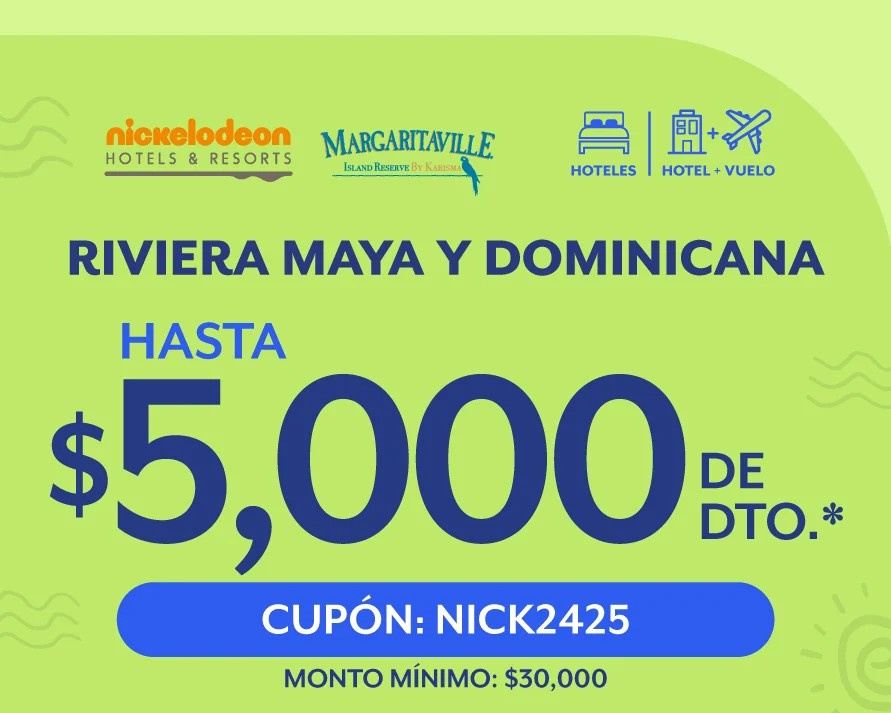 nickelodeon
HOTELS & RESORTS
MARGARITAVILLE
ISLAND RESERVE BY KARISMA
HOTELES
HOTEL + VUELO
RIVIERA MAYA Y DOMINICANA
HASTA
$5,000 DE DTO.*
CUPÓN: NICK2425
MONTO MÍNIMO: $30,000